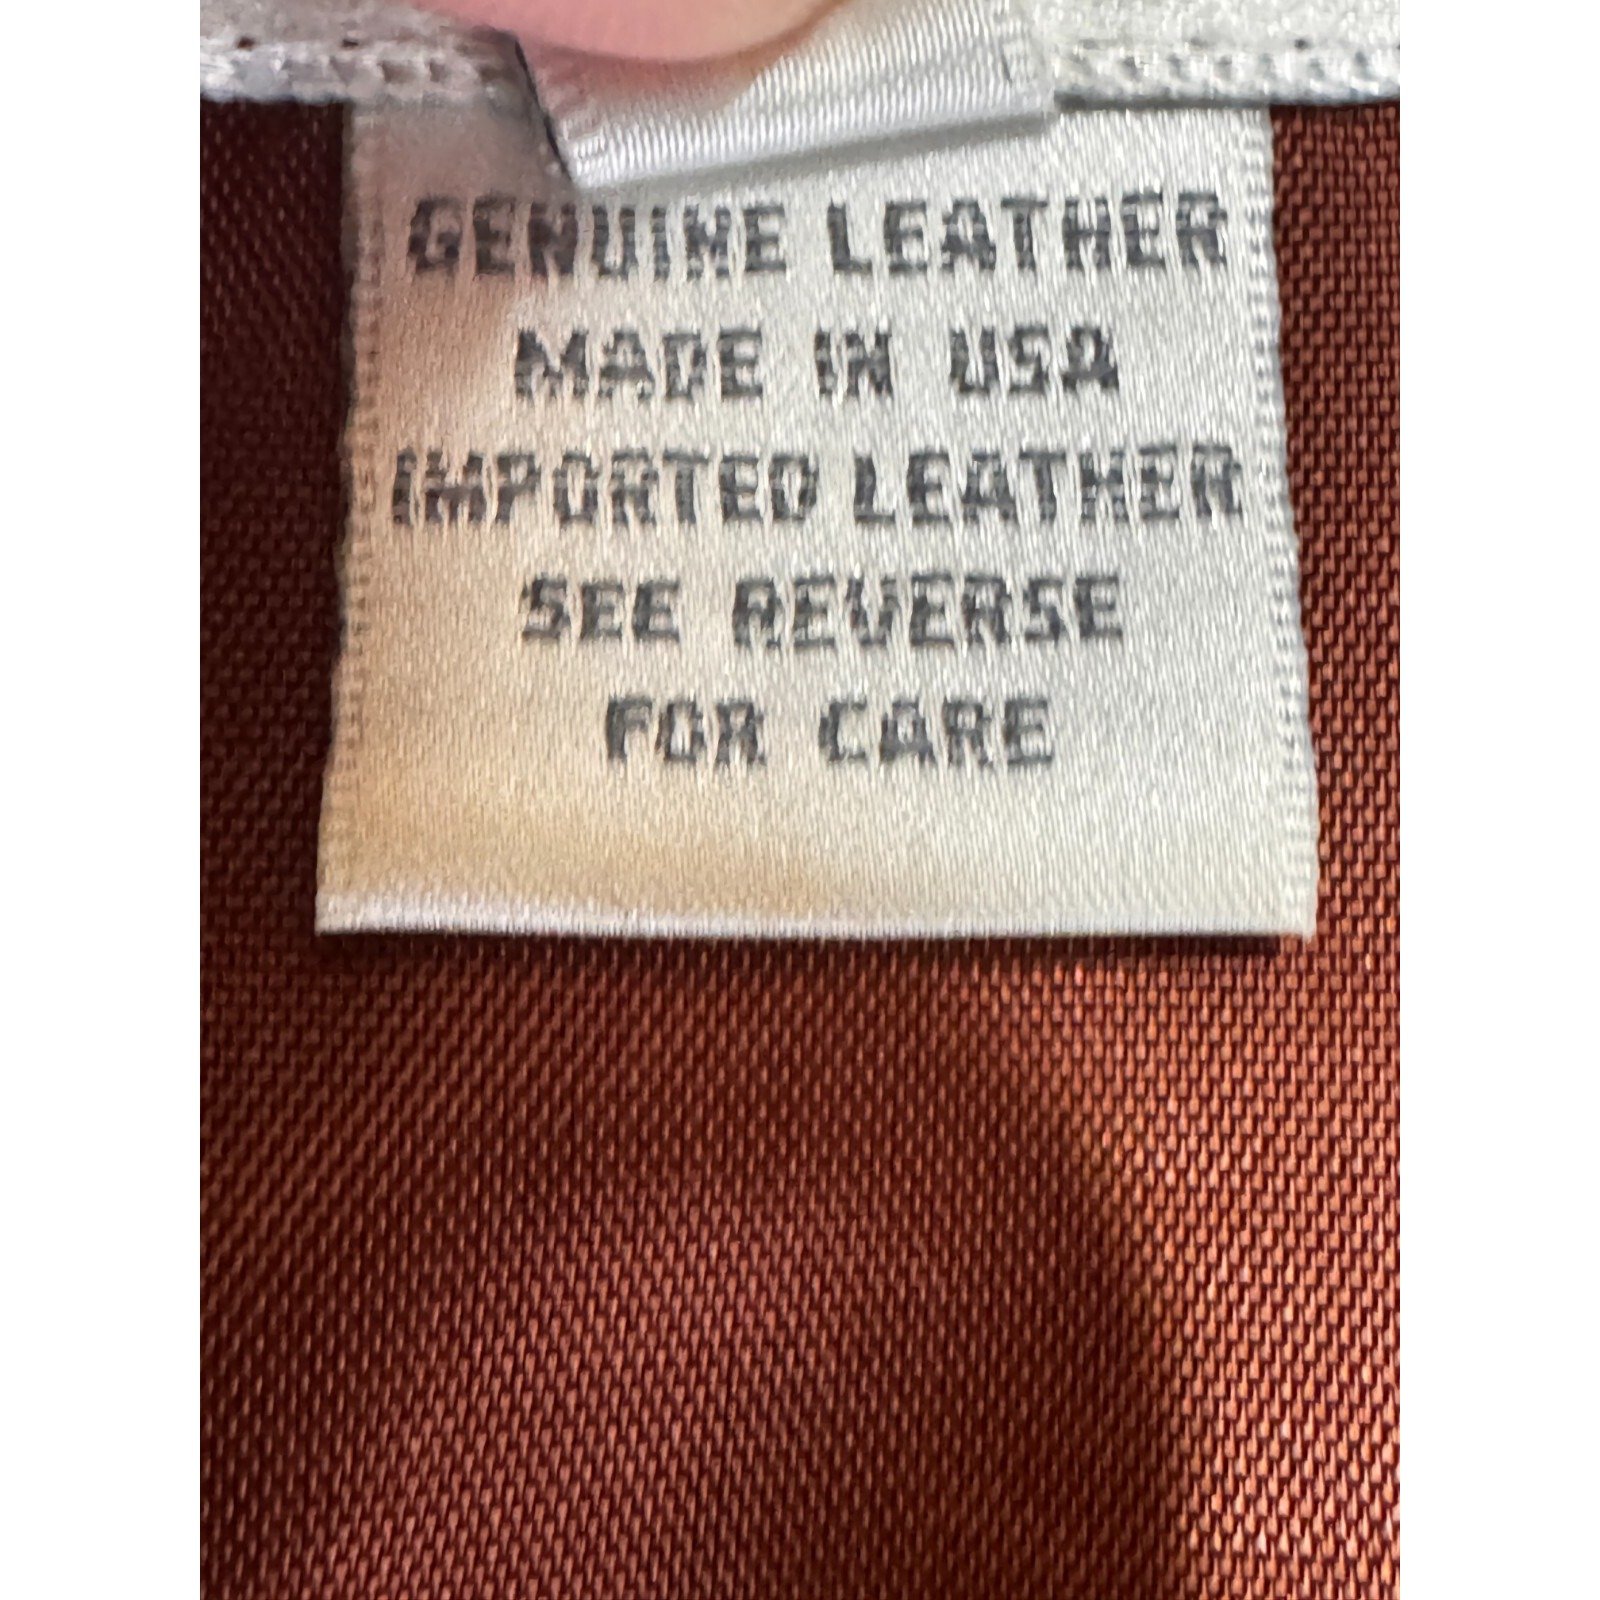 GENUINE LEATHER
MADE IN USA
IMPORTED LEATHER
SEE REVERSE
FOR CARE